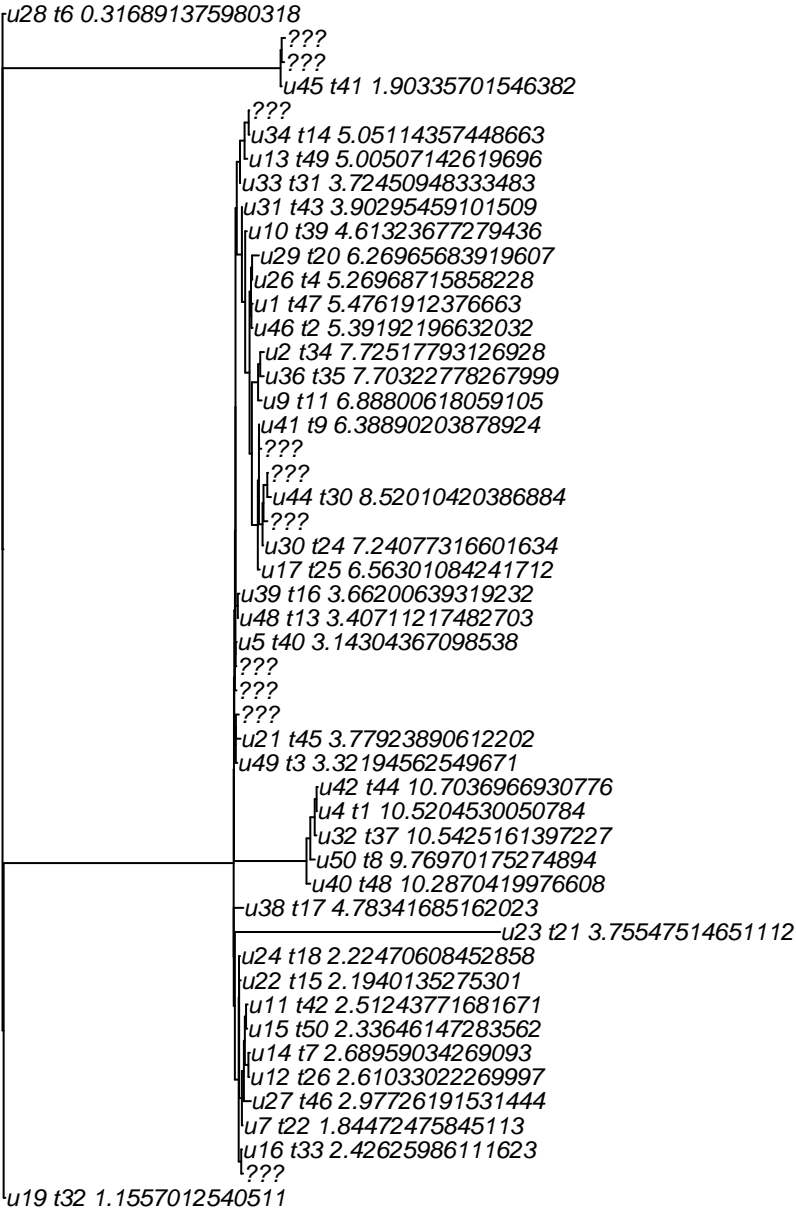 u28 t6 0.316891375980318
???
???
u45 t41 1.90335701546382
???
u34 t14 5.05114357448663
u13 t49 5.00507142619696
u33 t31 3.72450948333483
u31 t43 3.90295459101509
u10 t39 4.61323677279436
u29 t20 6.26965683919607
u26 t4 5.26968715858228
u1 t47 5.4761912376663
u46 t2 5.39192196632032
u2 t34 7.72517793126928
u36 t35 7.70322778267999
u9 t11 6.88800618059105
u41 t9 6.38890203878924
???
???
u44 t30 8.52010420386884
???
u30 t24 7.24077316601634
u17 t25 6.56301084241712
u39 t16 3.66200639319232
u48 t13 3.40711217482703
u5 t40 3.14304367098538
???
???
???
u21 t45 3.77923890612202
u49 t3 3.32194562549671
u42 t44 10.7036966930776
u4 t1 10.5204530050784
u32 t37 10.5425161397227
u50 t8 9.76970175274894
u40 t48 10.2870419976608
u38 t17 4.78341685162023
u23 t21 3.75547514651112
u24 t18 2.22470608452858
u22 t15 2.1940135275301
u11 t42 2.51243771681671
u15 t50 2.33646147283562
u14 t7 2.68959034269093
u12 t26 2.61033022269997
u27 t46 2.97726191531444
u7 t22 1.84472475845113
u16 t33 2.42625986111623
???
u19 t32 1.1557012540511